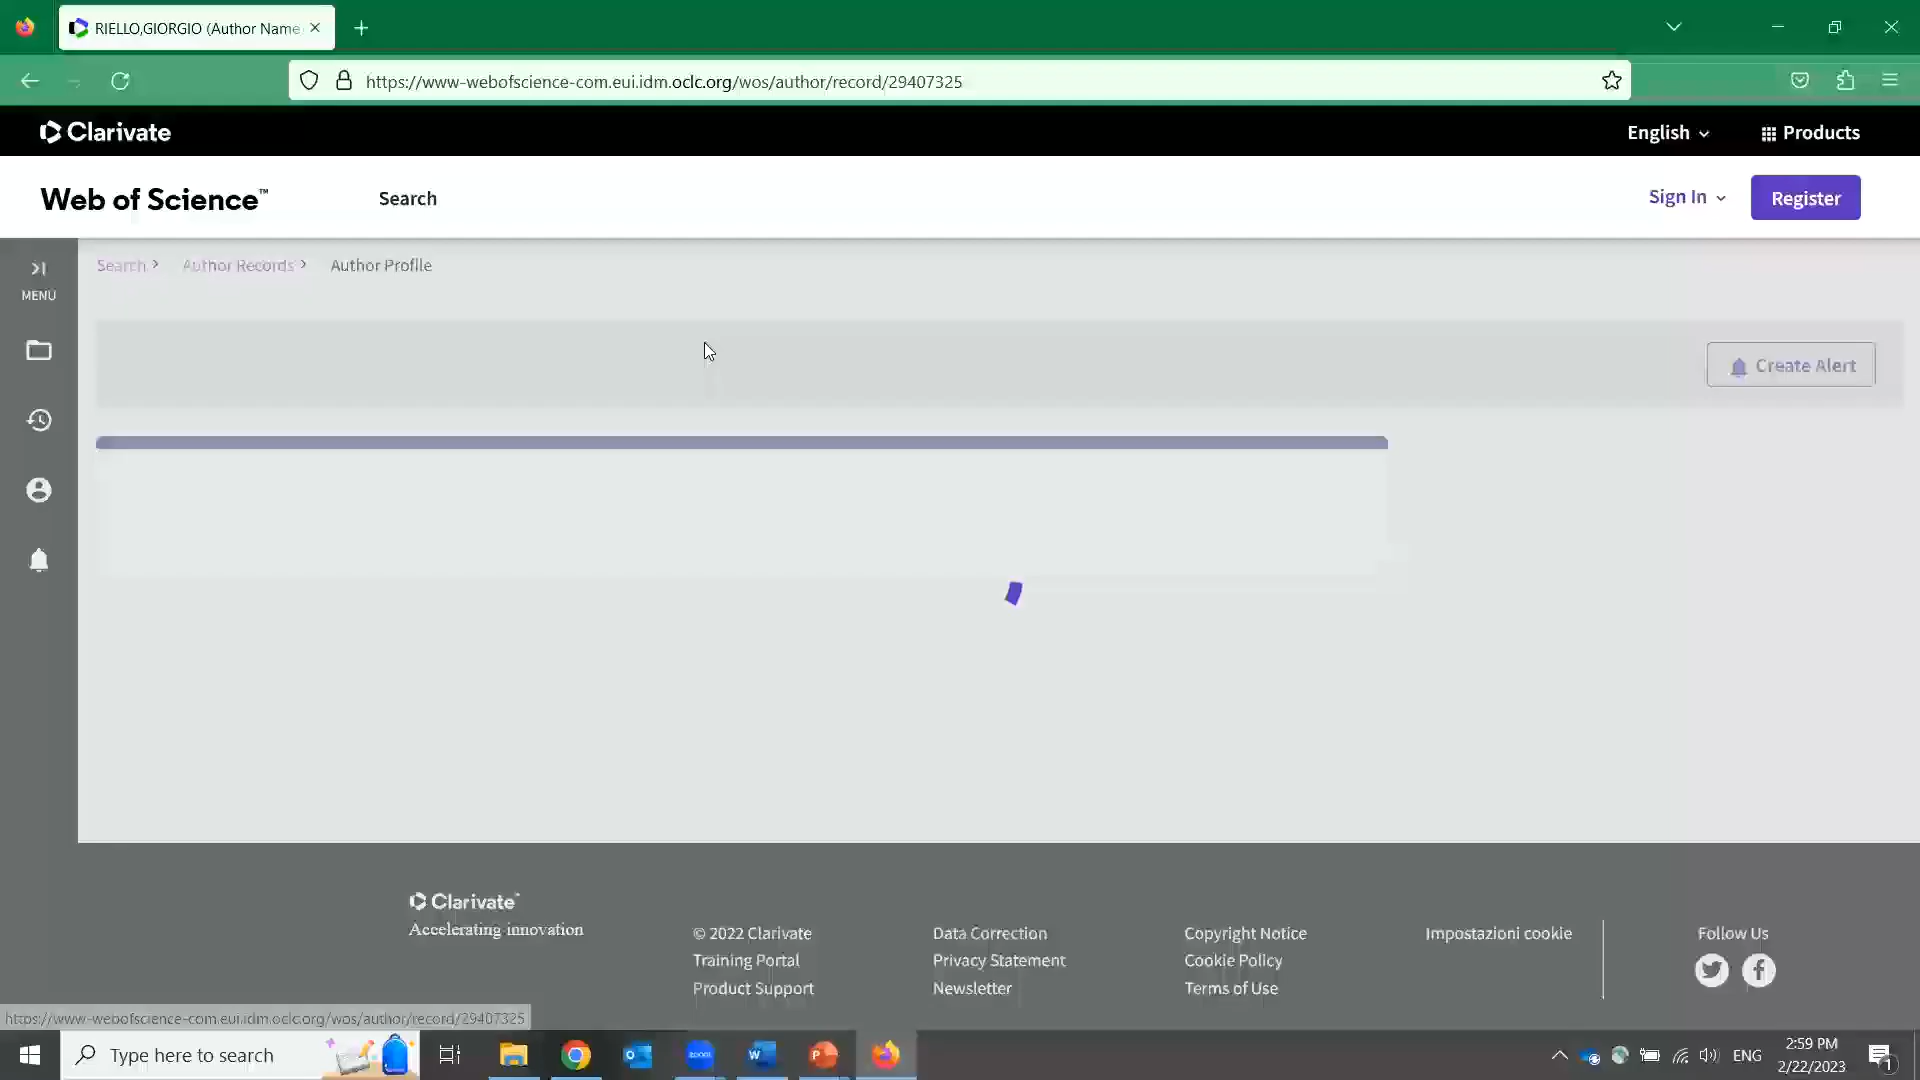 RIELLO,GIORGIO (Author Name
https://www-webofscience-com.eui.idm.oclc.org/wos/author/record/29407325
Clarivate
English
Products
Web of Science™
Search
Sign In
Register
MENU
Search > Author Records > Author Profile
Create Alert
Clarivate™
Accelerating innovation
© 2022 Clarivate
Training Portal
Product Support
Data Correction
Privacy Statement
Newsletter
Copyright Notice
Cookie Policy
Terms of Use
Impostazioni cookie
Follow Us
https://www-webofscience-com.eui.idm.oclc.org/wos/author/record/29407325
Type here to search
zoom
ENG
2:59 PM
2/22/2023
1